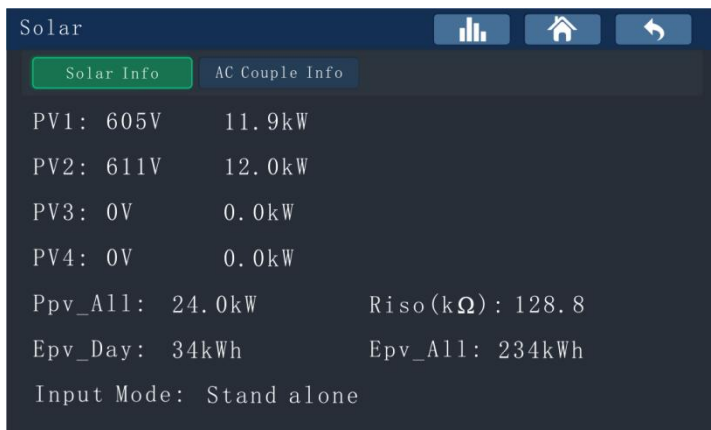 Solar
Solar Info AC Couple Info
PV1: 605V 11.9kW
PV2: 611V 12.0kW
PV3: 0V 0.0kW
PV4: 0V 0.0kW
Ppv_All: 24.0kW Riso(kΩ): 128.8
Epv_Day: 34kWh Epv_All: 234kWh
Input Mode: Stand alone